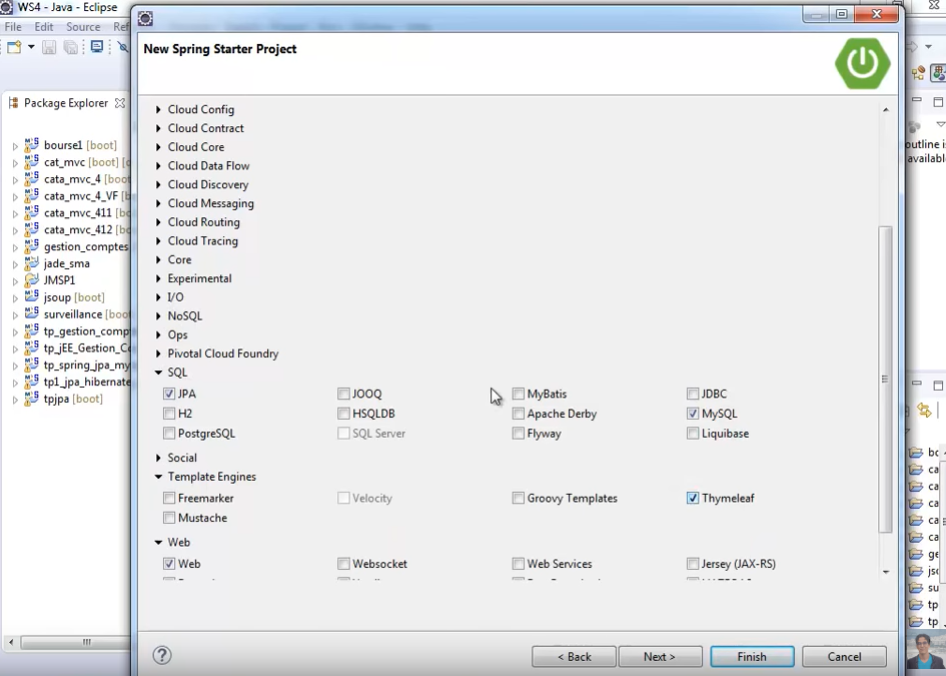 WS4 - Java - Eclipse
File Edit Source Ref
New Spring Starter Project
Package Explorer
bourse1 [boot]
cat_mvc [boot]
cata_mvc_4 [boot
cata_mvc_4_VF [b
cata_mvc_411 [bo
cata_mvc_412 [bo
gestion_comptes
jade_sma
JMSP1
jsoup [boot]
surveillance [boo
tp_gestion_comp
tp_jEE_Gestion_C
tp_spring_jpa_my
tp1_jpa_hibernate
tpjpa [boot]
Cloud Config
Cloud Contract
Cloud Core
Cloud Data Flow
Cloud Discovery
Cloud Messaging
Cloud Routing
Cloud Tracing
Core
Experimental
I/O
NoSQL
Ops
Pivotal Cloud Foundry
SQL
JPA JOOQ MyBatis JDBC
H2 HSQLDB Apache Derby MySQL
PostgreSQL SQL Server Flyway Liquibase
Social
Template Engines
Freemarker Velocity Groovy Templates Thymeleaf
Mustache
Web
Web Websocket Web Services Jersey (JAX-RS)
< Back Next > Finish Cancel
outline is
available
bo
ca
ca
ca
ca
ca
ge
jsc
su
tp
tp